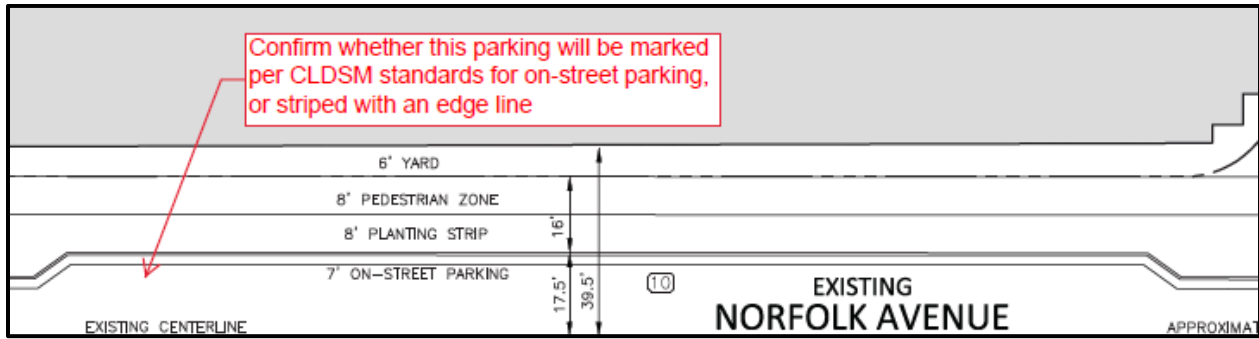 Confirm whether this parking will be marked
per CLDSM standards for on-street parking,
or striped with an edge line
6' YARD
8' PEDESTRIAN ZONE
8' PLANTING STRIP
16'
7' ON-STREET PARKING
17.5'
39.5'
10
EXISTING
NORFOLK AVENUE
EXISTING CENTERLINE
APPROXIMAT